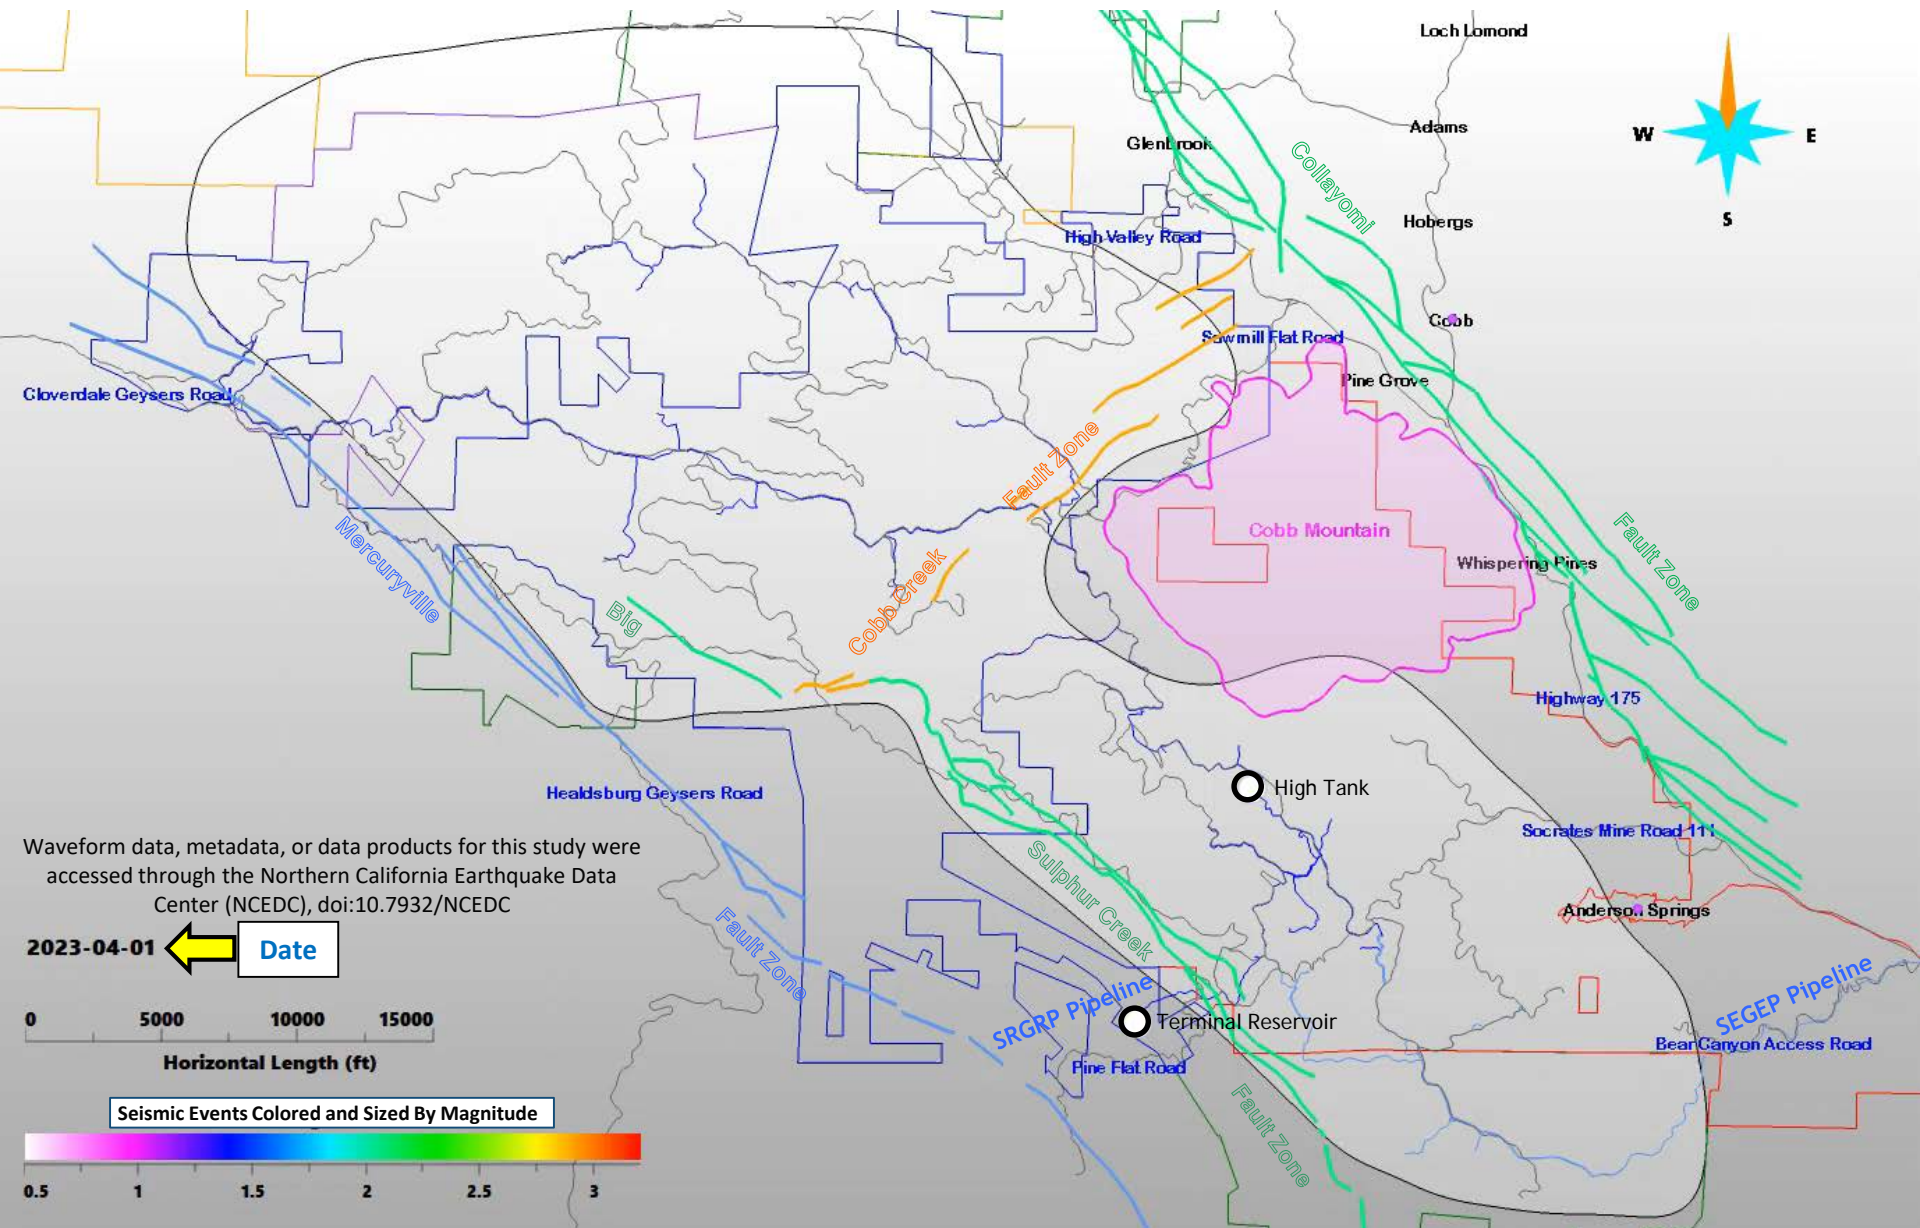 Loch Lomond
Adams
Glenbrook
Collayomi
W
E
S
Hobergs
High Valley Road
Cobb
Sawmill Flat Road
Pine Grove
Cloverdale Geysers Road
Fault Zone
Cobb Mountain
Mercuryville
Whispering Pines
Fault Zone
Cobb Creek
Big
Highway 175
High Tank
Healdsburg Geysers Road
Socrates Mine Road 111
Waveform data, metadata, or data products for this study were
accessed through the Northern California Earthquake Data
Center (NCEDC), doi:10.7932/NCEDC
Sulphur Creek
Anderson Springs
2023-04-01
Date
Fault Zone
SRGRP Pipeline
SEGEP Pipeline
Terminal Reservoir
Bear Canyon Access Road
Pine Flat Road
0 5000 10000 15000
Horizontal Length (ft)
Fault Zone
Seismic Events Colored and Sized By Magnitude
0.5 1 1.5 2 2.5 3